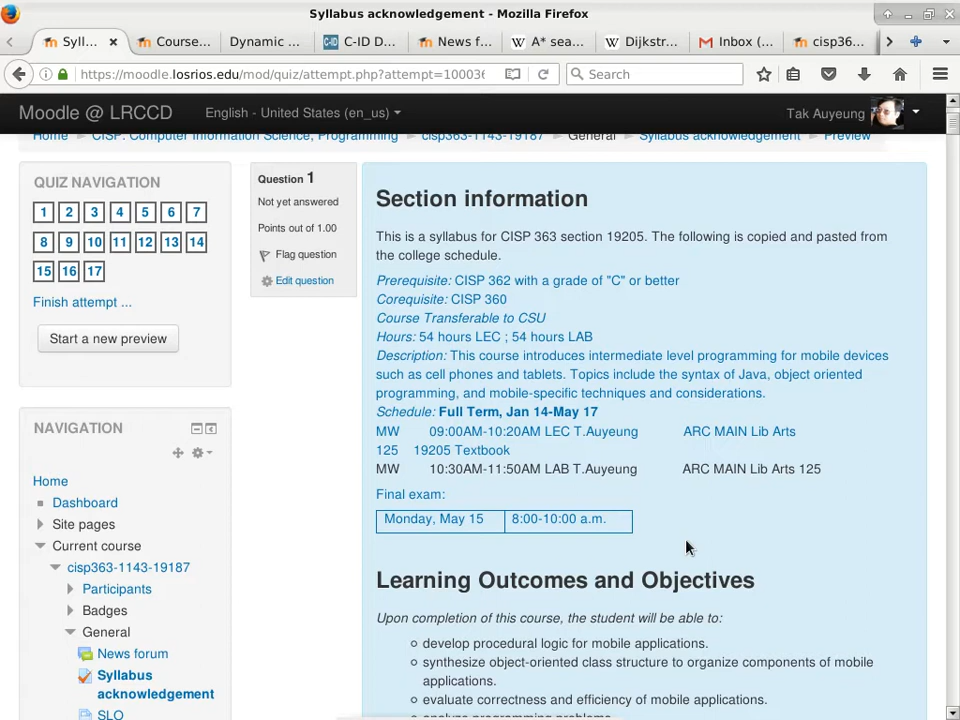 Syllabus acknowledgement - Mozilla Firefox
Syll...
Course...
Dynamic ...
C-ID D...
News f...
A* sea...
Dijkstr...
Inbox (...
cisp36...
https://moodle.losrios.edu/mod/quiz/attempt.php?attempt=10003
Search
Moodle @ LRCCD
English - United States (en_us)
Tak Auyeung
Home
CISP: Computer Information Science, Programming
cisp363-1143-19187
General
Syllabus acknowledgement
Preview
QUIZ NAVIGATION
1 2 3 4 5 6 7
8 9 10 11 12 13 14
15 16 17
Finish attempt ...
Start a new preview
Question 1
Not yet answered
Points out of 1.00
Flag question
Edit question
Section information
This is a syllabus for CISP 363 section 19205. The following is copied and pasted from
the college schedule.
Prerequisite: CISP 362 with a grade of "C" or better
Corequisite: CISP 360
Course Transferable to CSU
Hours: 54 hours LEC ; 54 hours LAB
Description: This course introduces intermediate level programming for mobile devices
such as cell phones and tablets. Topics include the syntax of Java, object oriented
programming, and mobile-specific techniques and considerations.
Schedule: Full Term, Jan 14-May 17
MW 09:00AM-10:20AM LEC T.Auyeung ARC MAIN Lib Arts
125 19205 Textbook
MW 10:30AM-11:50AM LAB T.Auyeung ARC MAIN Lib Arts 125
Final exam:
Monday, May 15 8:00-10:00 a.m.
Learning Outcomes and Objectives
Upon completion of this course, the student will be able to:
develop procedural logic for mobile applications.
synthesize object-oriented class structure to organize components of mobile
applications.
evaluate correctness and efficiency of mobile applications.
analyze programming problems
NAVIGATION
Home
Dashboard
Site pages
Current course
cisp363-1143-19187
Participants
Badges
General
News forum
Syllabus
acknowledgement
SLO